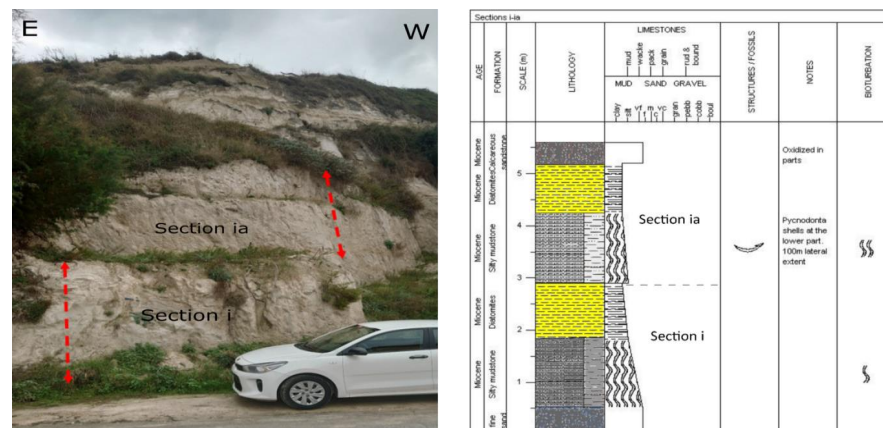 E
W
Section ia
Section i
Sections i-ia
LIMESTONES
mud
wacke
pack
grain
rud & bound
AGE
FORMATION
SCALE (m)
LITHOLOGY
MUD SAND GRAVEL
clay
silt
vf
f
m
c
vc
gran
pebb
cobb
boul
STRUCTURES / FOSSILS
NOTES
BIOTURBATION
Miocene
Calcareous sandstone
Oxidized in parts
5
Miocene
Diatomites
Section ia
4
Miocene
Silty mudstone
Pycnodonta
shells at the
lower part.
100m lateral
extent
3
Miocene
Diatomites
2
Section i
Miocene
Silty mudstone
1
fine